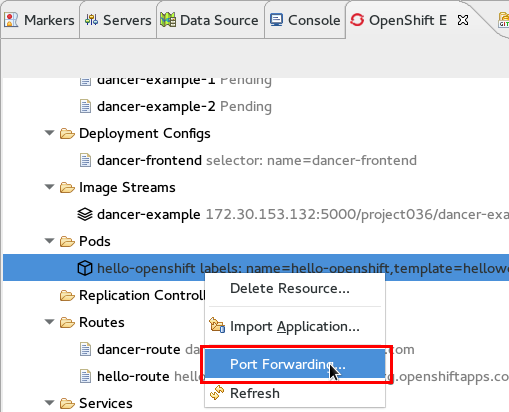 Markers Servers Data Source Console OpenShift E
dancer-example-1 Pending
dancer-example-2 Pending
Deployment Configs
dancer-frontend selector: name=dancer-frontend
Image Streams
dancer-example 172.30.153.132:5000/project036/dancer-exa
Pods
hello-openshift labels: name=hello-openshift,template=hellowo
Delete Resource...
Replication Controll
Import Application...
Routes
dancer-route da .com
Port Forwarding...
hello-route hello g.openshiftapps.c
Refresh
Services